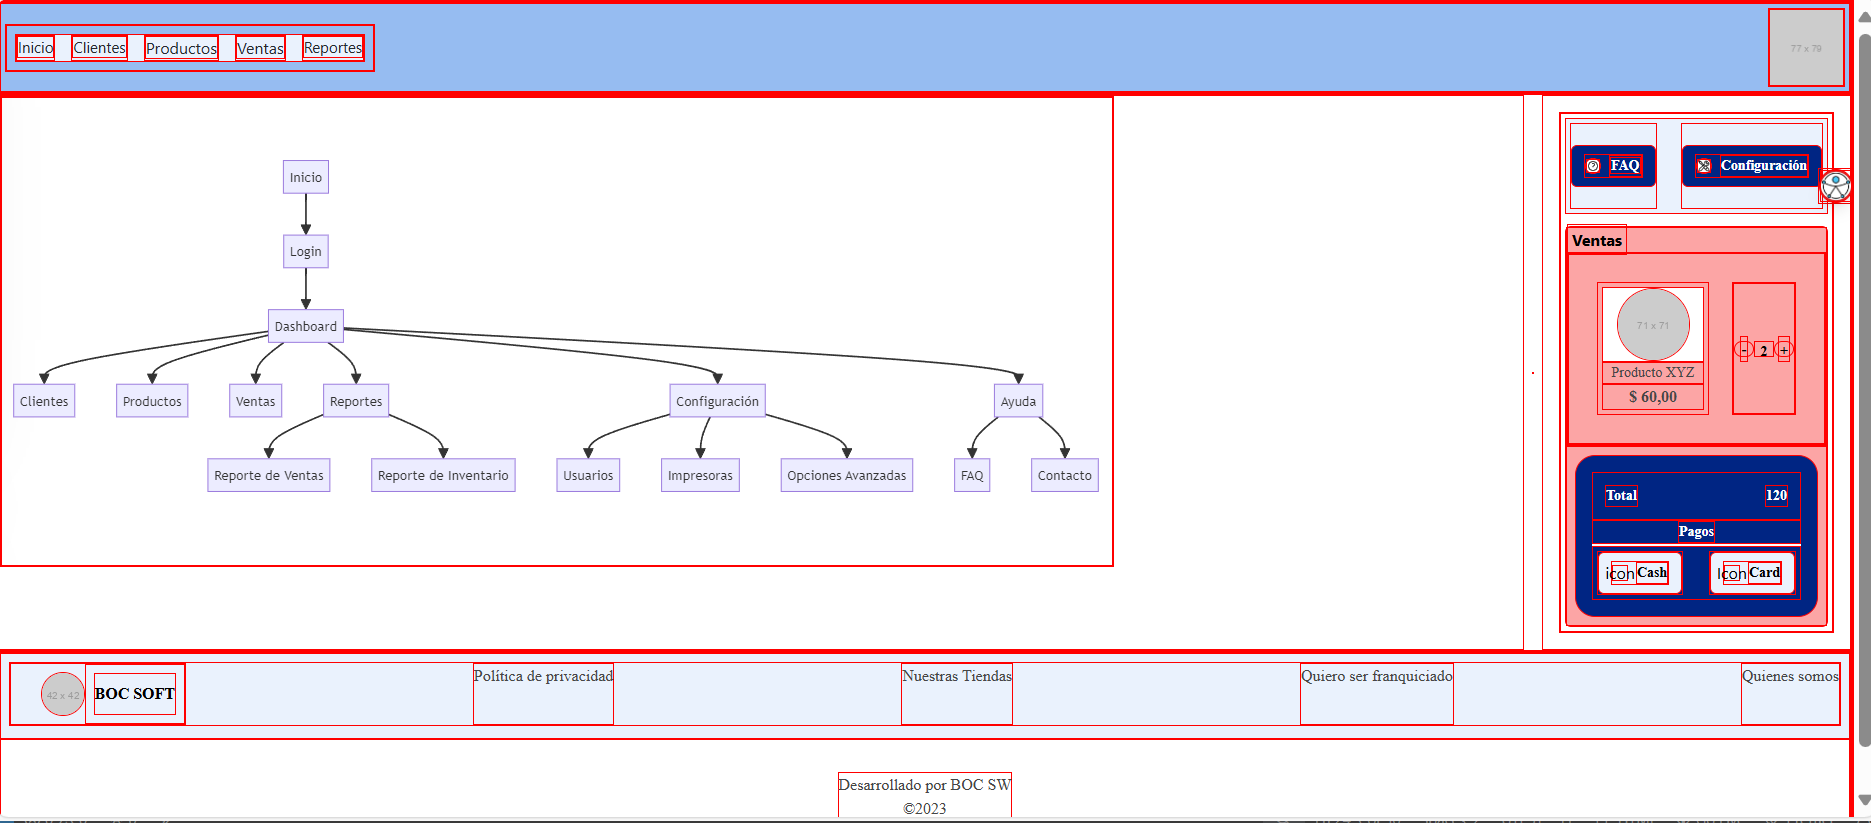 Inicio Clientes Productos Ventas Reportes
77 x 79
Inicio
Login
Dashboard
Clientes Productos Ventas Reportes Configuración Ayuda
Reporte de Ventas Reporte de Inventario Usuarios Impresoras Opciones Avanzadas FAQ Contacto
FAQ Configuración
Ventas
71 x 71
- 2 +
Producto XYZ
$ 60,00
Total 120
Pagos
icon Cash Icon Card
42 x 42 BOC SOFT
Política de privacidad
Nuestras Tiendas
Quiero ser franquiciado
Quienes somos
Desarrollado por BOC SW
©2023